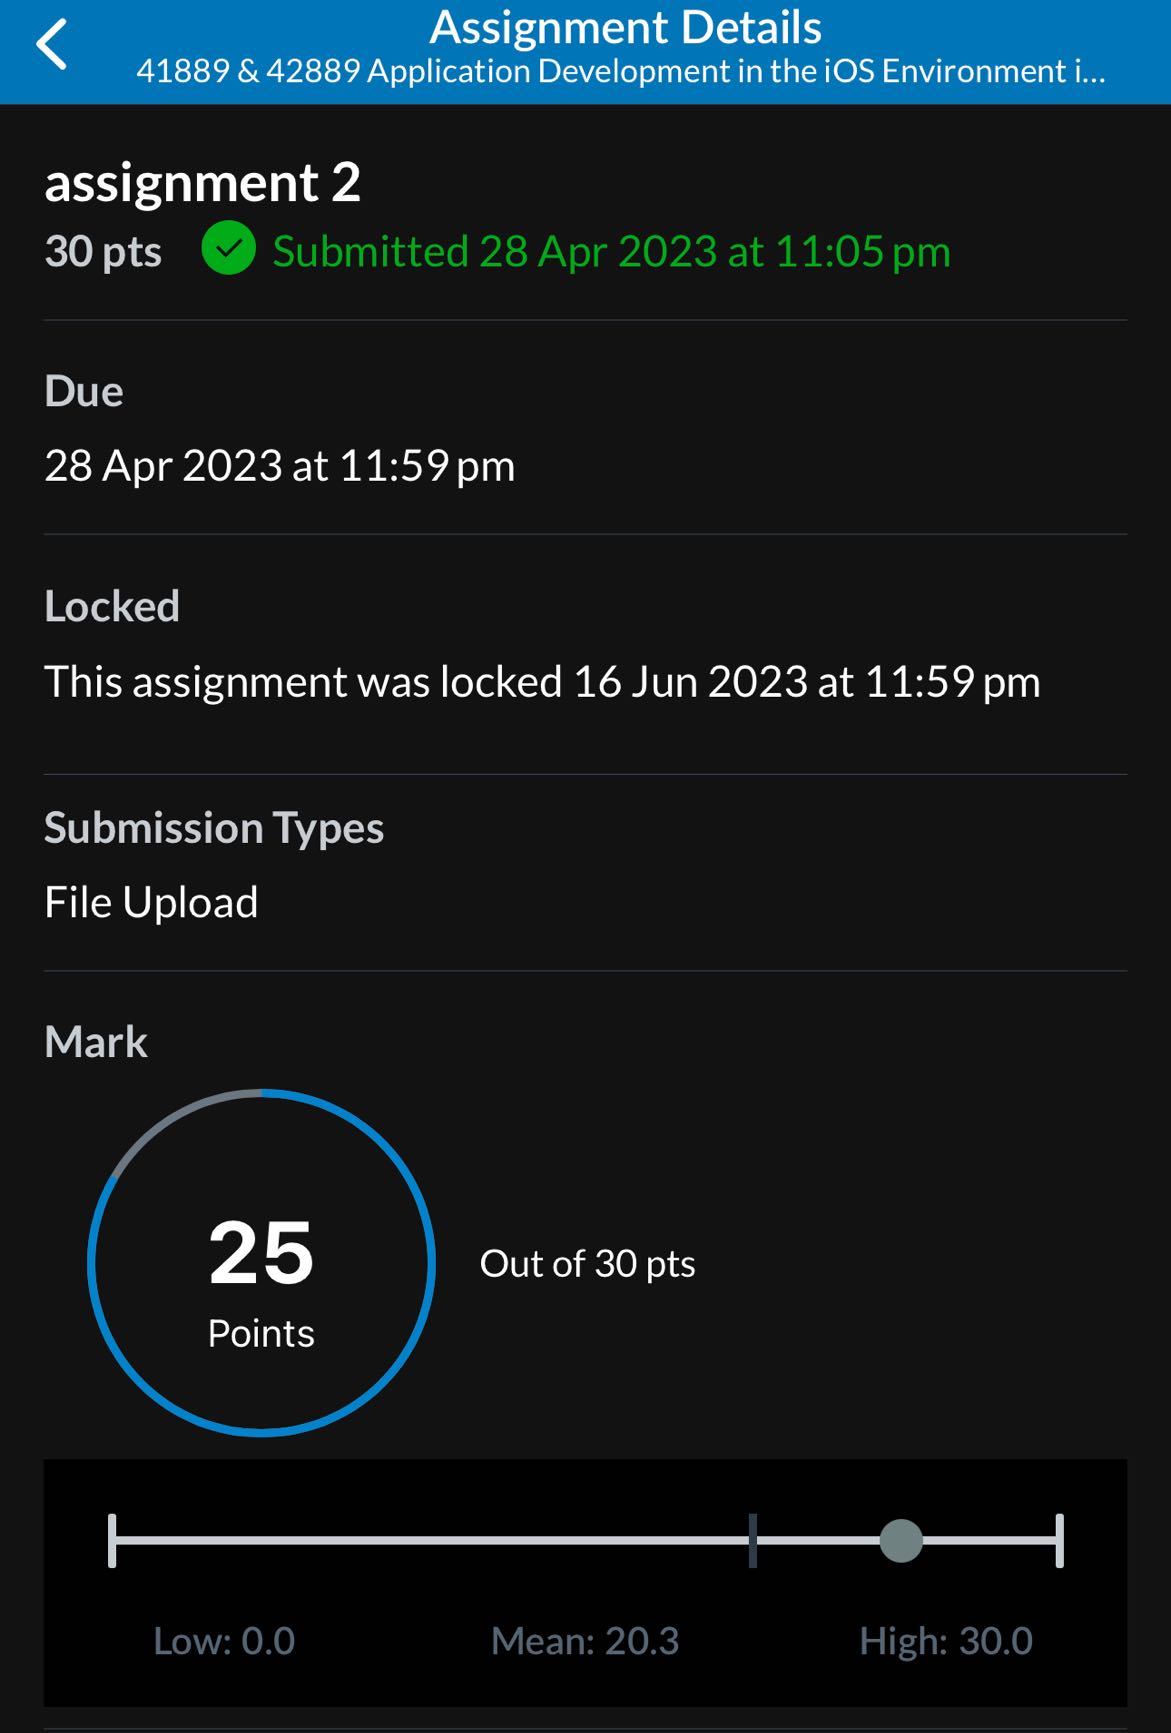 Assignment Details
41889 & 42889 Application Development in the iOS Environment i...
assignment 2
30 pts Submitted 28 Apr 2023 at 11:05 pm
Due
28 Apr 2023 at 11:59 pm
Locked
This assignment was locked 16 Jun 2023 at 11:59 pm
Submission Types
File Upload
Mark
25
Points
Out of 30 pts
Low: 0.0 Mean: 20.3 High: 30.0